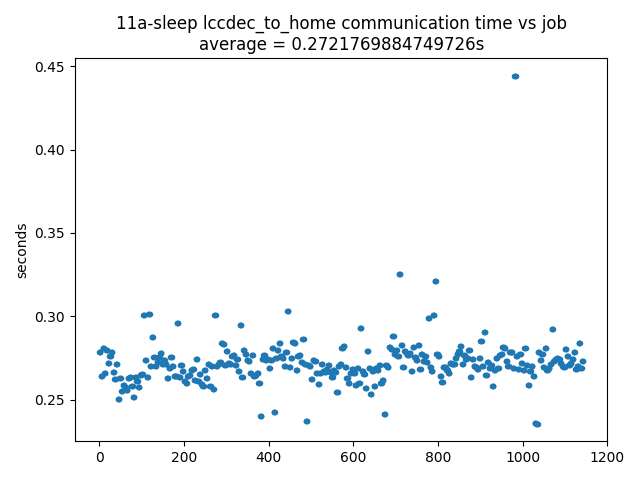 11a-sleep lccdec_to_home communication time vs job
average = 0.2721769884749726s
0.45
0.40
0.35
0.30
0.25
seconds
0 200 400 600 800 1000 1200